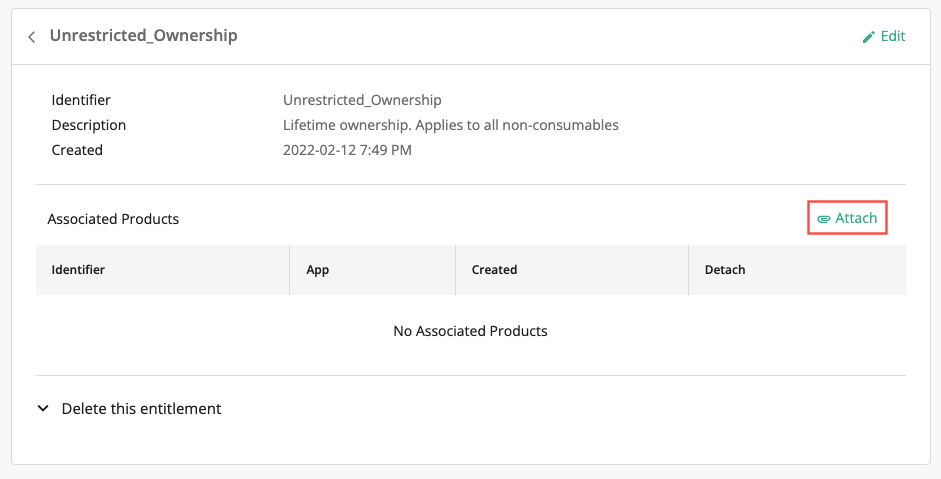 Unrestricted_Ownership
Edit
Identifier Unrestricted_Ownership
Description Lifetime ownership. Applies to all non-consumables
Created 2022-02-12 7:49 PM
Associated Products Attach
Identifier App Created Detach
No Associated Products
Delete this entitlement